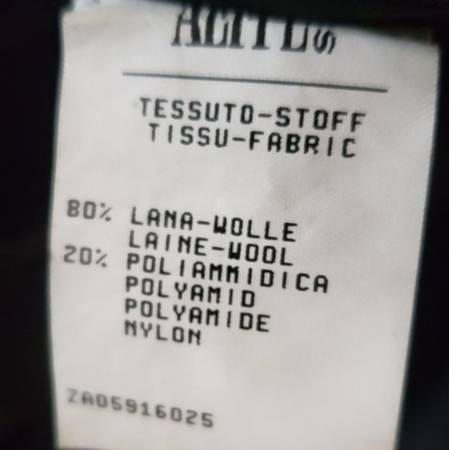 TESSUTO-STOFF
TISSU-FABRIC
80% LANA-WOLLE
LAINE-WOOL
20% POLIAMMIDICA
POLYAMID
POLYAMIDE
NYLON
ZA05916025